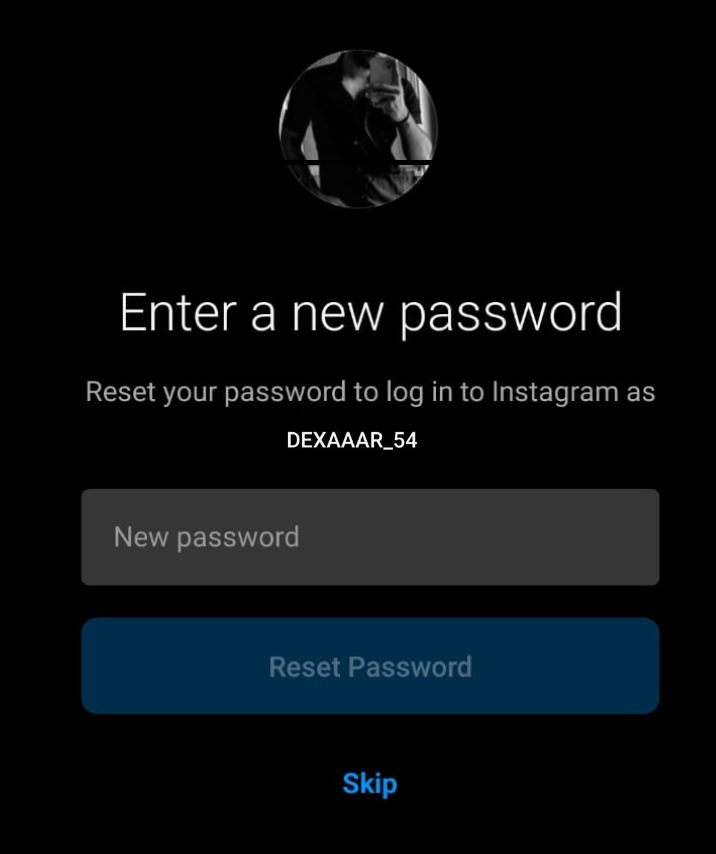 Enter a new password
Reset your password to log in to Instagram as
DEXAAAR_54
New password
Reset Password
Skip